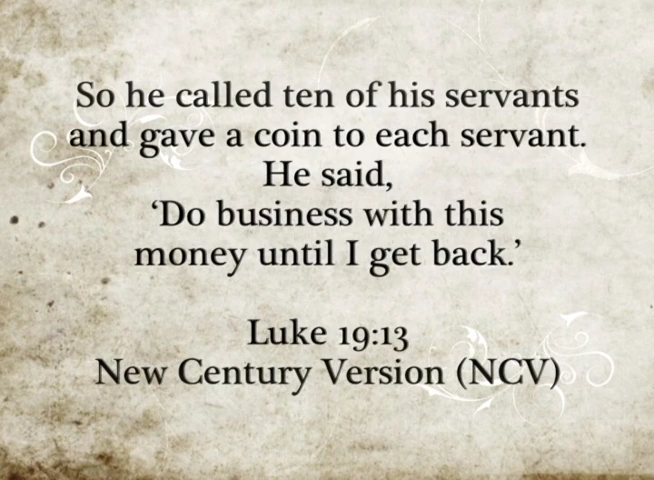 So he called ten of his servants
and gave a coin to each servant.
He said,
‘Do business with this
money until I get back.’
Luke 19:13
New Century Version (NCV)